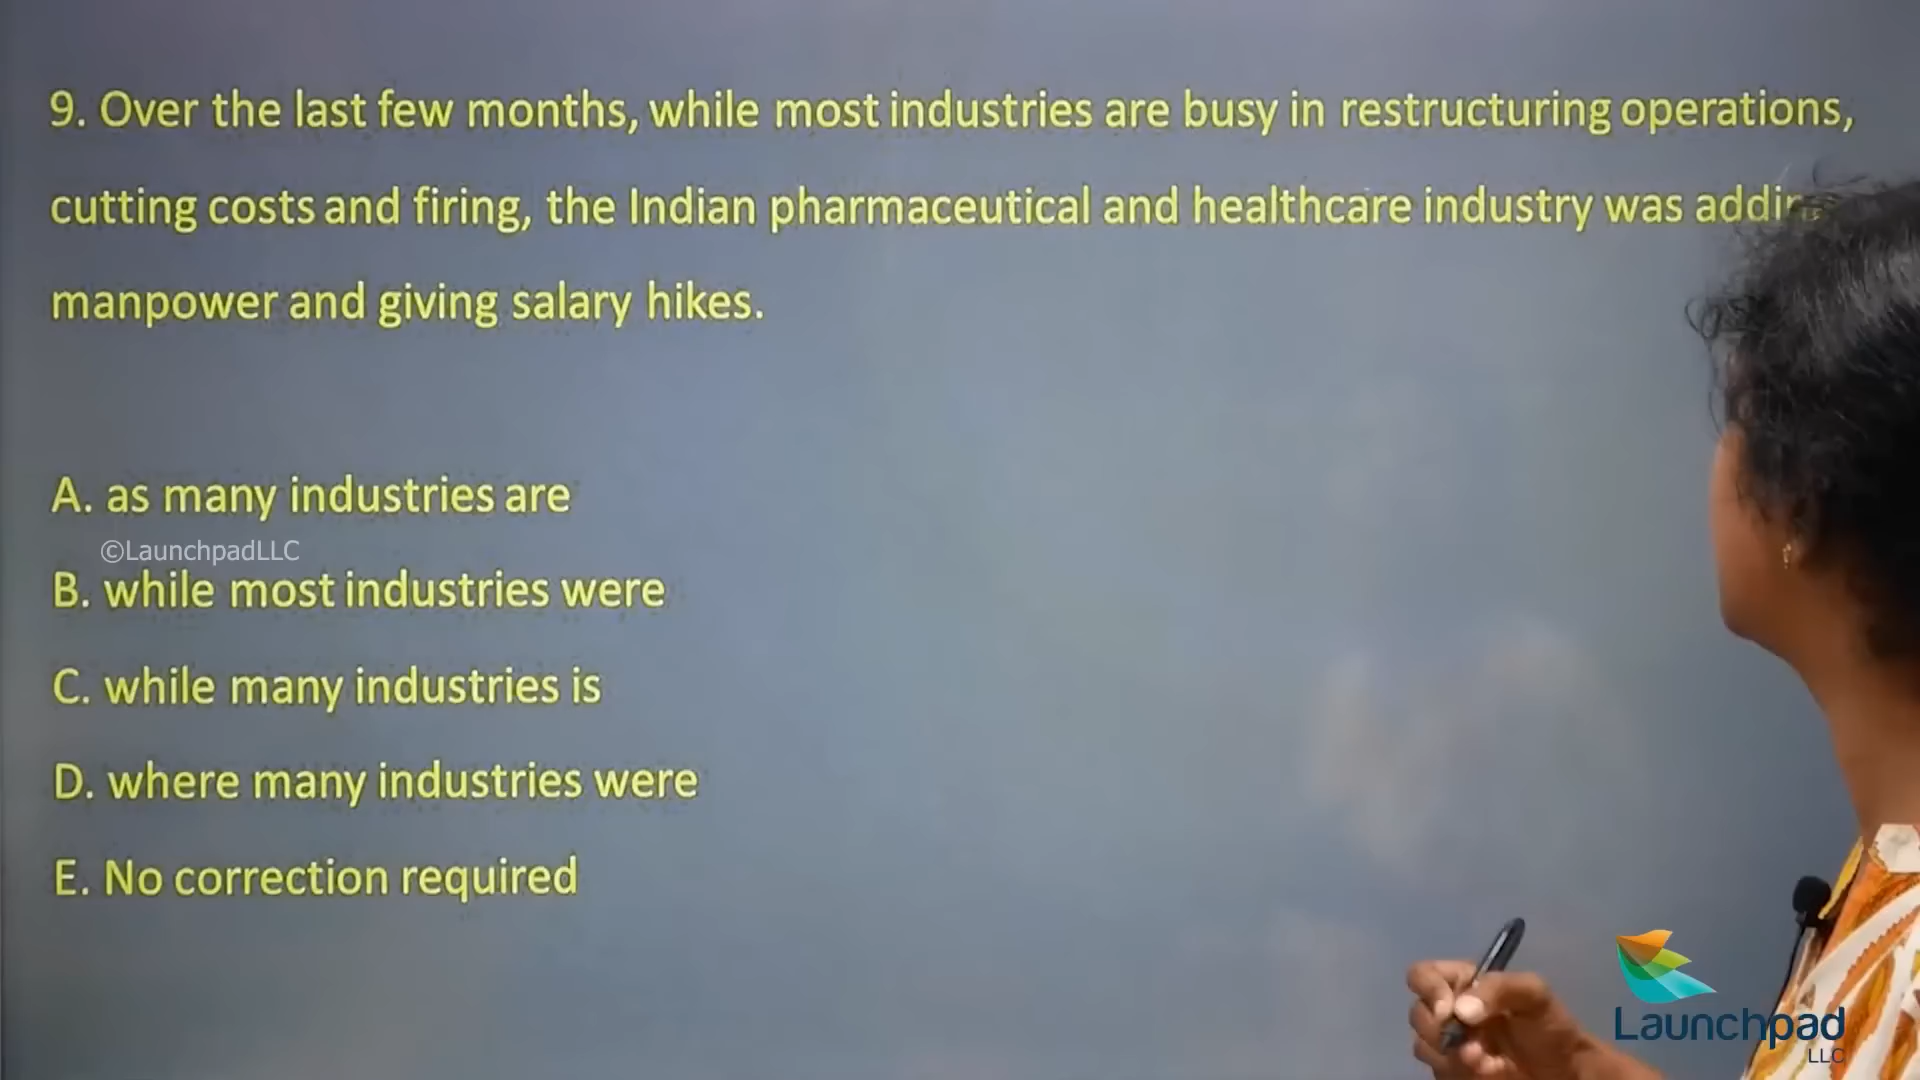 9. Over the last few months, while most industries are busy in restructuring operations,
cutting costs and firing, the Indian pharmaceutical and healthcare industry was
manpower and giving salary hikes.
A. as many industries are
©LaunchpadLLC
B. while most industries were
C. while many industries is
D. where many industries were
E. No correction required
Launchpad
LLC